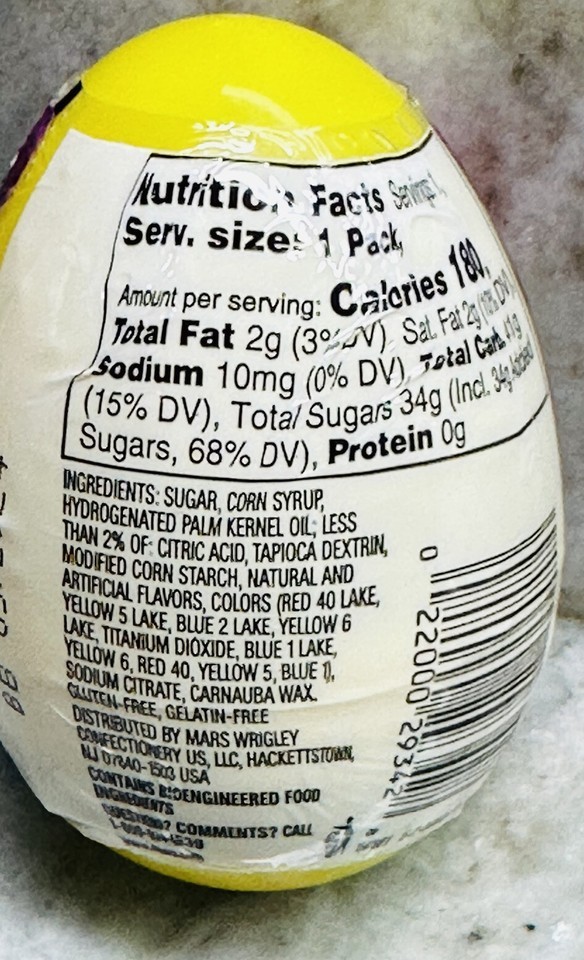 Nutrition Facts Servings 1,
Serv. size: 1 Pack,
Amount per serving: Calories 180,
Total Fat 2g (3% DV), Sat. Fat 2g (10% DV),
Sodium 10mg (0% DV), Total Carb. 41g
(15% DV), Total Sugars 34g (Incl. 34g Added
Sugars, 68% DV), Protein 0g
INGREDIENTS: SUGAR, CORN SYRUP,
HYDROGENATED PALM KERNEL OIL; LESS
THAN 2% OF: CITRIC ACID, TAPIOCA DEXTRIN,
MODIFIED CORN STARCH, NATURAL AND
ARTIFICIAL FLAVORS, COLORS (RED 40 LAKE,
YELLOW 5 LAKE, BLUE 2 LAKE, YELLOW 6
LAKE, TITANIUM DIOXIDE, BLUE 1 LAKE,
YELLOW 6, RED 40, YELLOW 5, BLUE 1),
SODIUM CITRATE, CARNAUBA WAX.
GLUTEN-FREE, GELATIN-FREE
DISTRIBUTED BY MARS WRIGLEY
CONFECTIONERY US, LLC, HACKETTSTOWN,
NJ 07840-1503 USA
CONTAINS BIOENGINEERED FOOD
INGREDIENTS
QUESTIONS? COMMENTS? CALL
0 22000 29342